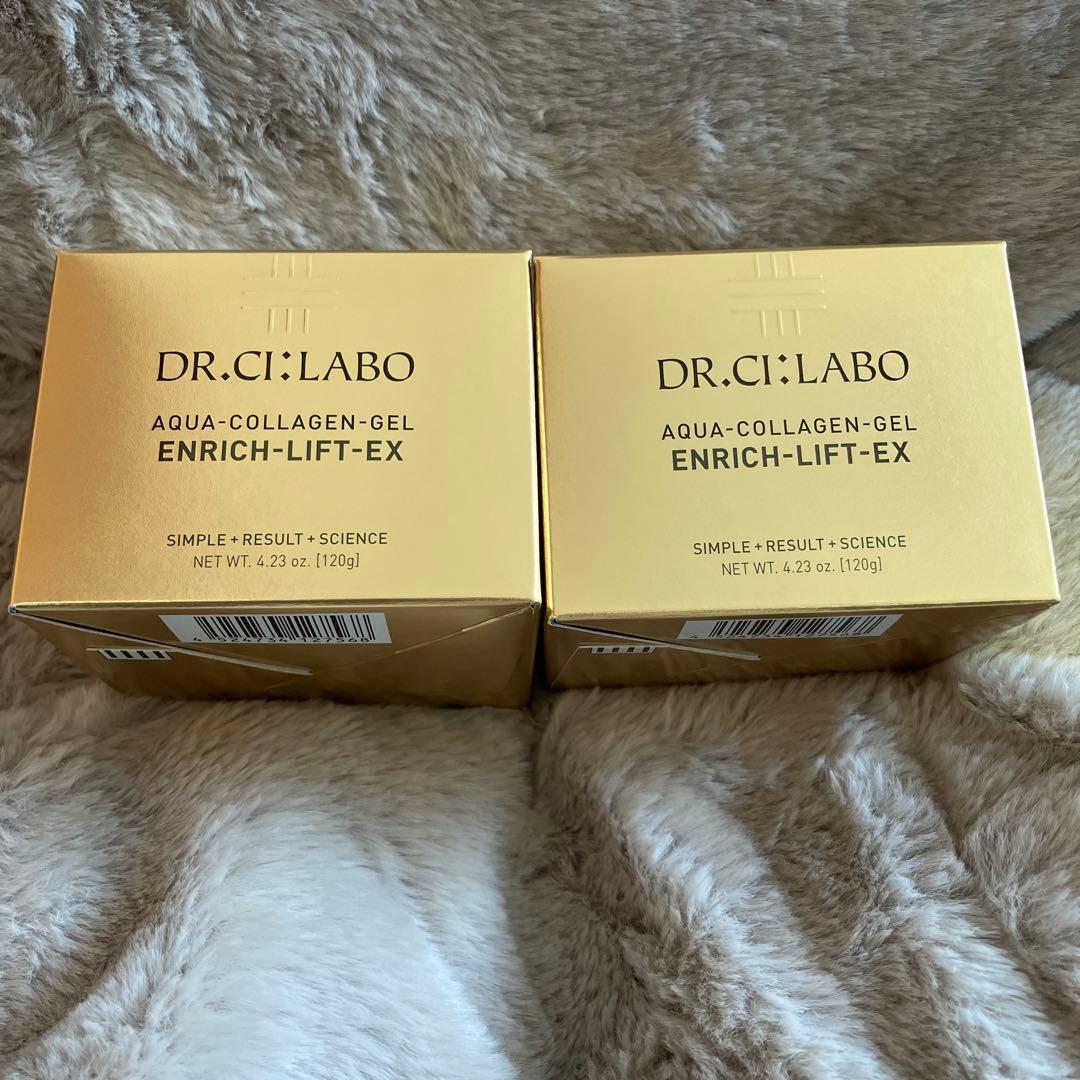 DR.CI:LABO
AQUA-COLLAGEN-GEL
ENRICH-LIFT-EX
SIMPLE+RESULT+SCIENCE
NET WT. 4.23 oz. [120g]
DR.CI:LABO
AQUA-COLLAGEN-GEL
ENRICH-LIFT-EX
SIMPLE+RESULT+SCIENCE
NET WT. 4.23 oz. [120g]